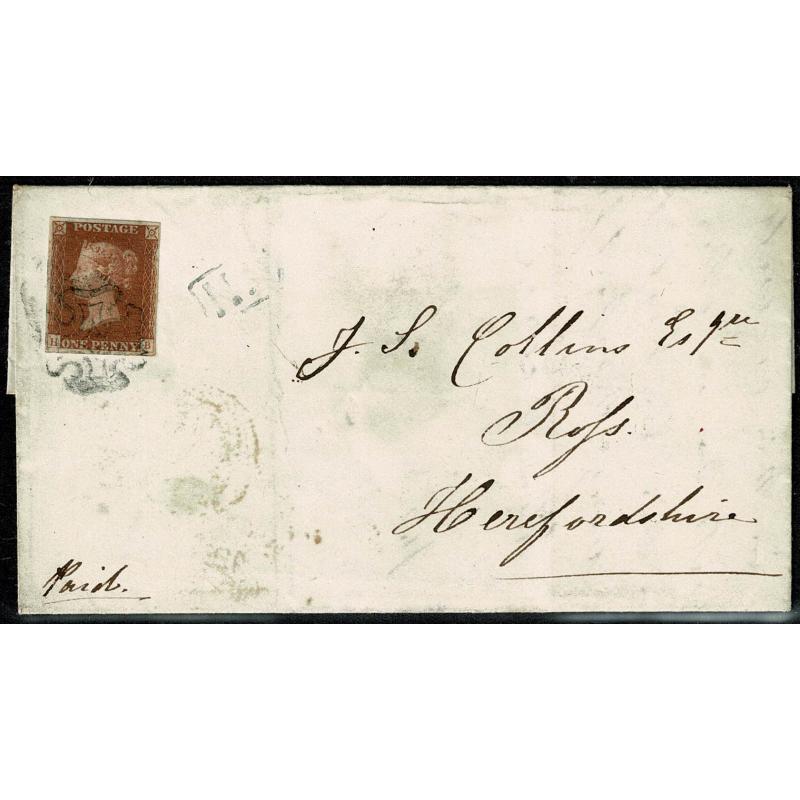 POSTAGE
H B
ONE PENNY
J. S. Collins Esqre
Ross.
Herefordshire
Paid.